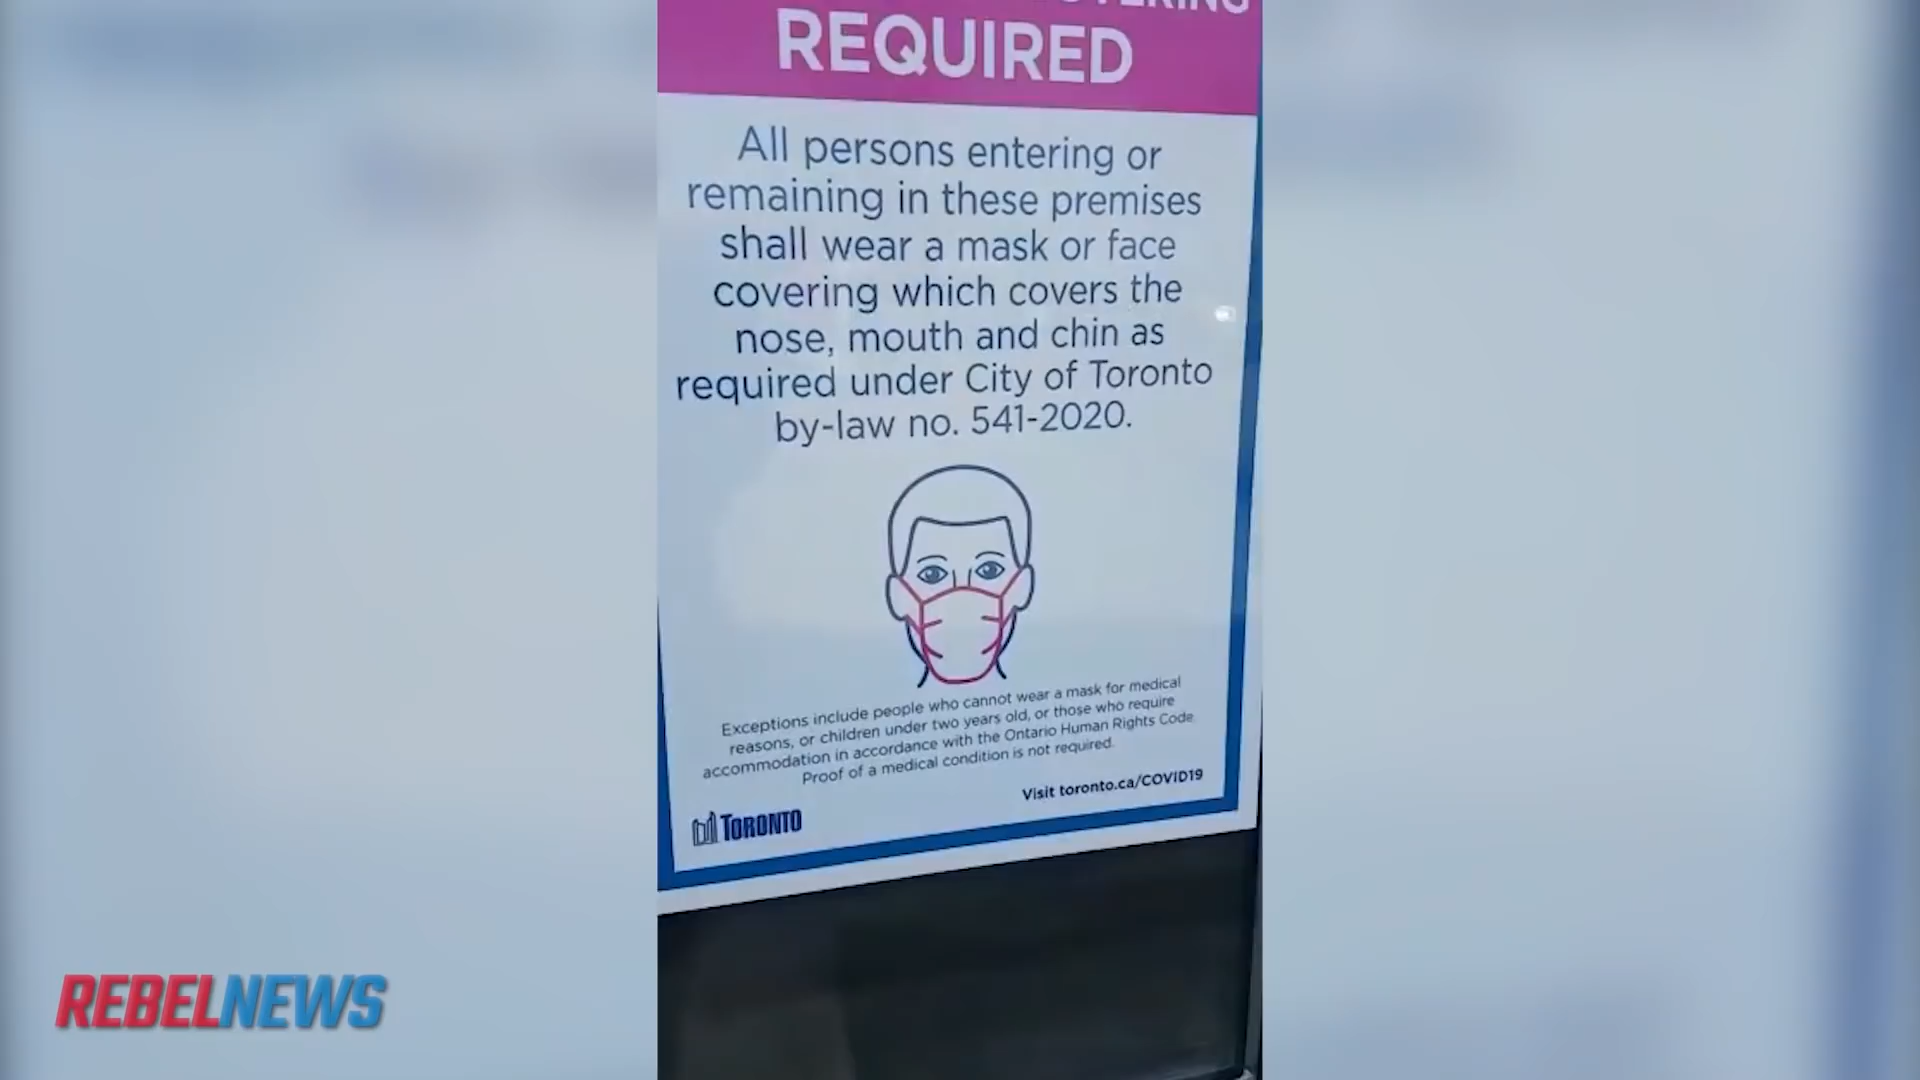 REQUIRED
All persons entering or
remaining in these premises
shall wear a mask or face
covering which covers the
nose, mouth and chin as
required under City of Toronto
by-law no. 541-2020.
Exceptions include people who cannot wear a mask for medical
reasons, or children under two years old, or those who require
accommodation in accordance with the Ontario Human Rights Code.
Proof of a medical condition is not required.
Visit toronto.ca/COVID19
TORONTO
REBELNEWS